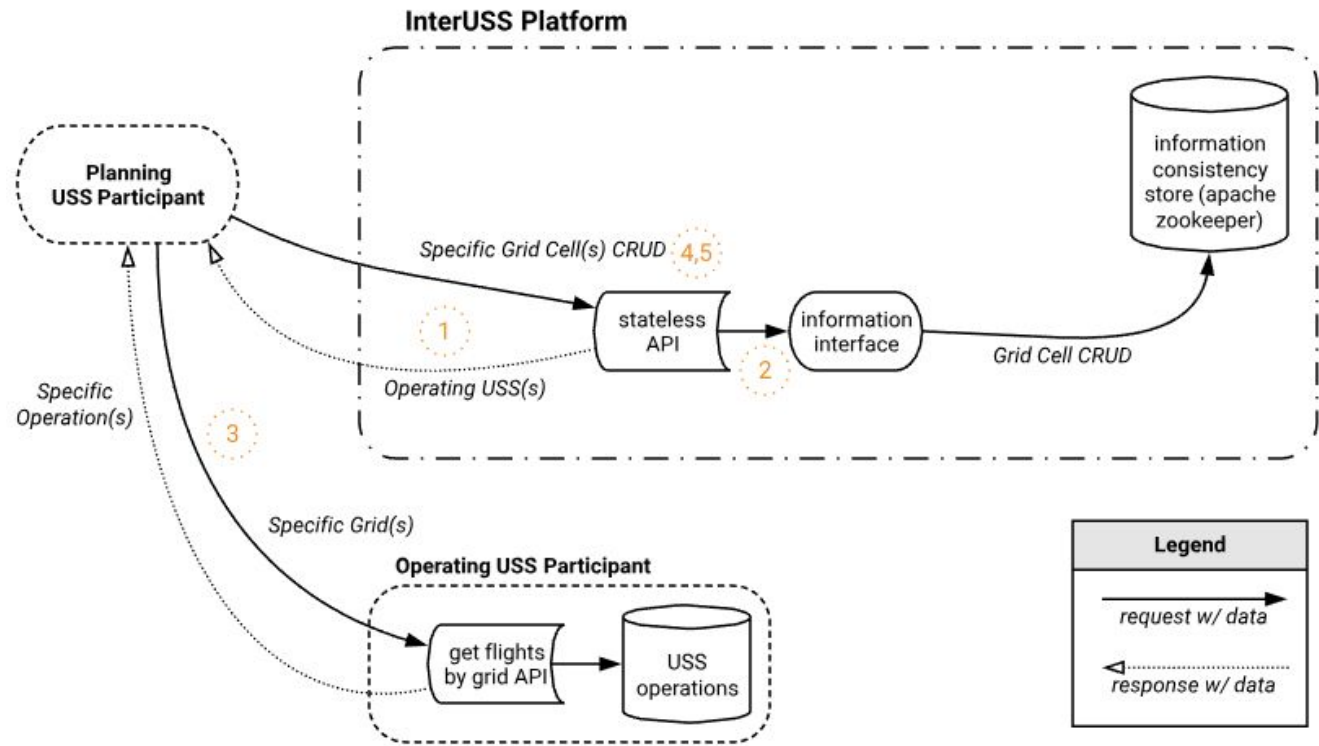 InterUSS Platform
Planning
USS Participant
information
consistency
store (apache
zookeeper)
Specific Grid Cell(s) CRUD
4,5
stateless
API
information
interface
1
2
Grid Cell CRUD
Operating USS(s)
Specific
Operation(s)
3
Specific Grid(s)
Operating USS Participant
get flights
by grid API
USS
operations
Legend
request w/ data
response w/ data